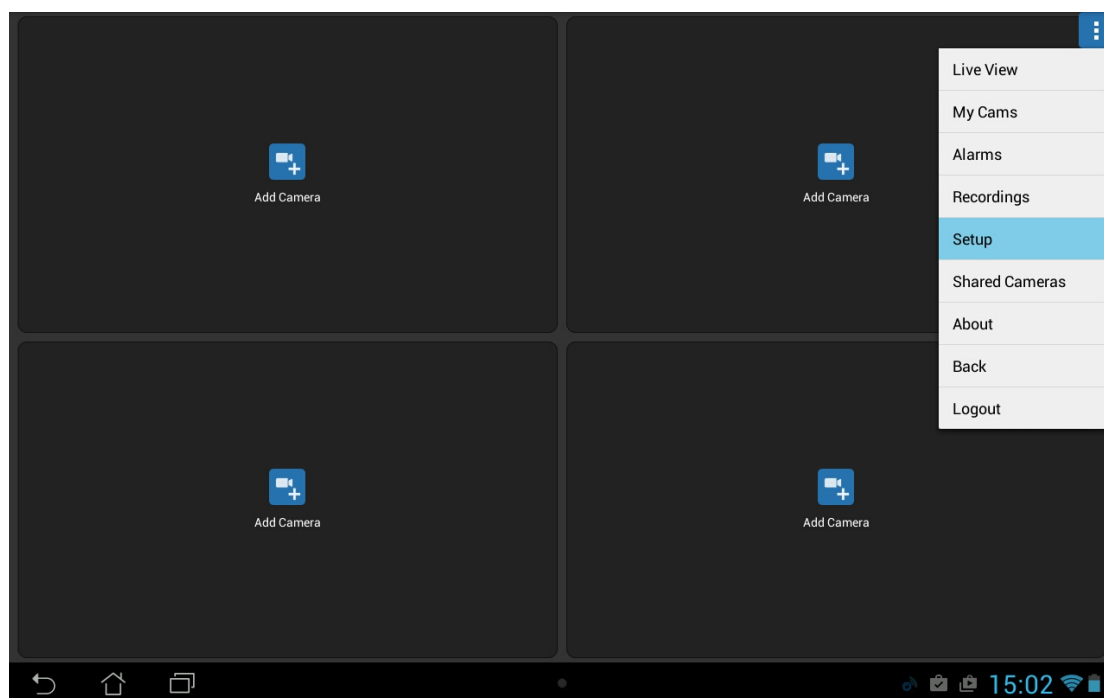 Live View
My Cams
Alarms
Add Camera
Add Camera
Recordings
Setup
Shared Cameras
About
Back
Logout
Add Camera
Add Camera
15:02